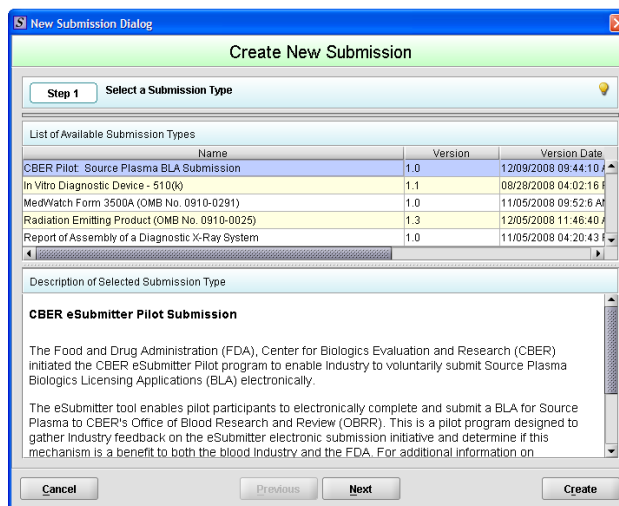 New Submission Dialog
Create New Submission
Step 1 Select a Submission Type
List of Available Submission Types
Name Version Version Date
CBER Pilot: Source Plasma BLA Submission 1.0 12/09/2008 09:44:10 A
In Vitro Diagnostic Device - 510(k) 1.1 08/28/2008 04:02:16 F
MedWatch Form 3500A (OMB No. 0910-0291) 1.0 11/05/2008 09:52:6 AM
Radiation Emitting Product (OMB No. 0910-0025) 1.3 12/05/2008 11:46:40 A
Report of Assembly of a Diagnostic X-Ray System 1.0 11/05/2008 04:20:43 F
Description of Selected Submission Type
CBER eSubmitter Pilot Submission
The Food and Drug Administration (FDA), Center for Biologics Evaluation and Research (CBER)
initiated the CBER eSubmitter Pilot program to enable Industry to voluntarily submit Source Plasma
Biologics Licensing Applications (BLA) electronically.
The eSubmitter tool enables pilot participants to electronically complete and submit a BLA for Source
Plasma to CBER's Office of Blood Research and Review (OBRR). This is a pilot program designed to
gather Industry feedback on the eSubmitter electronic submission initiative and determine if this
mechanism is a benefit to both the blood Industry and the FDA. For additional information on
Cancel Previous Next Create